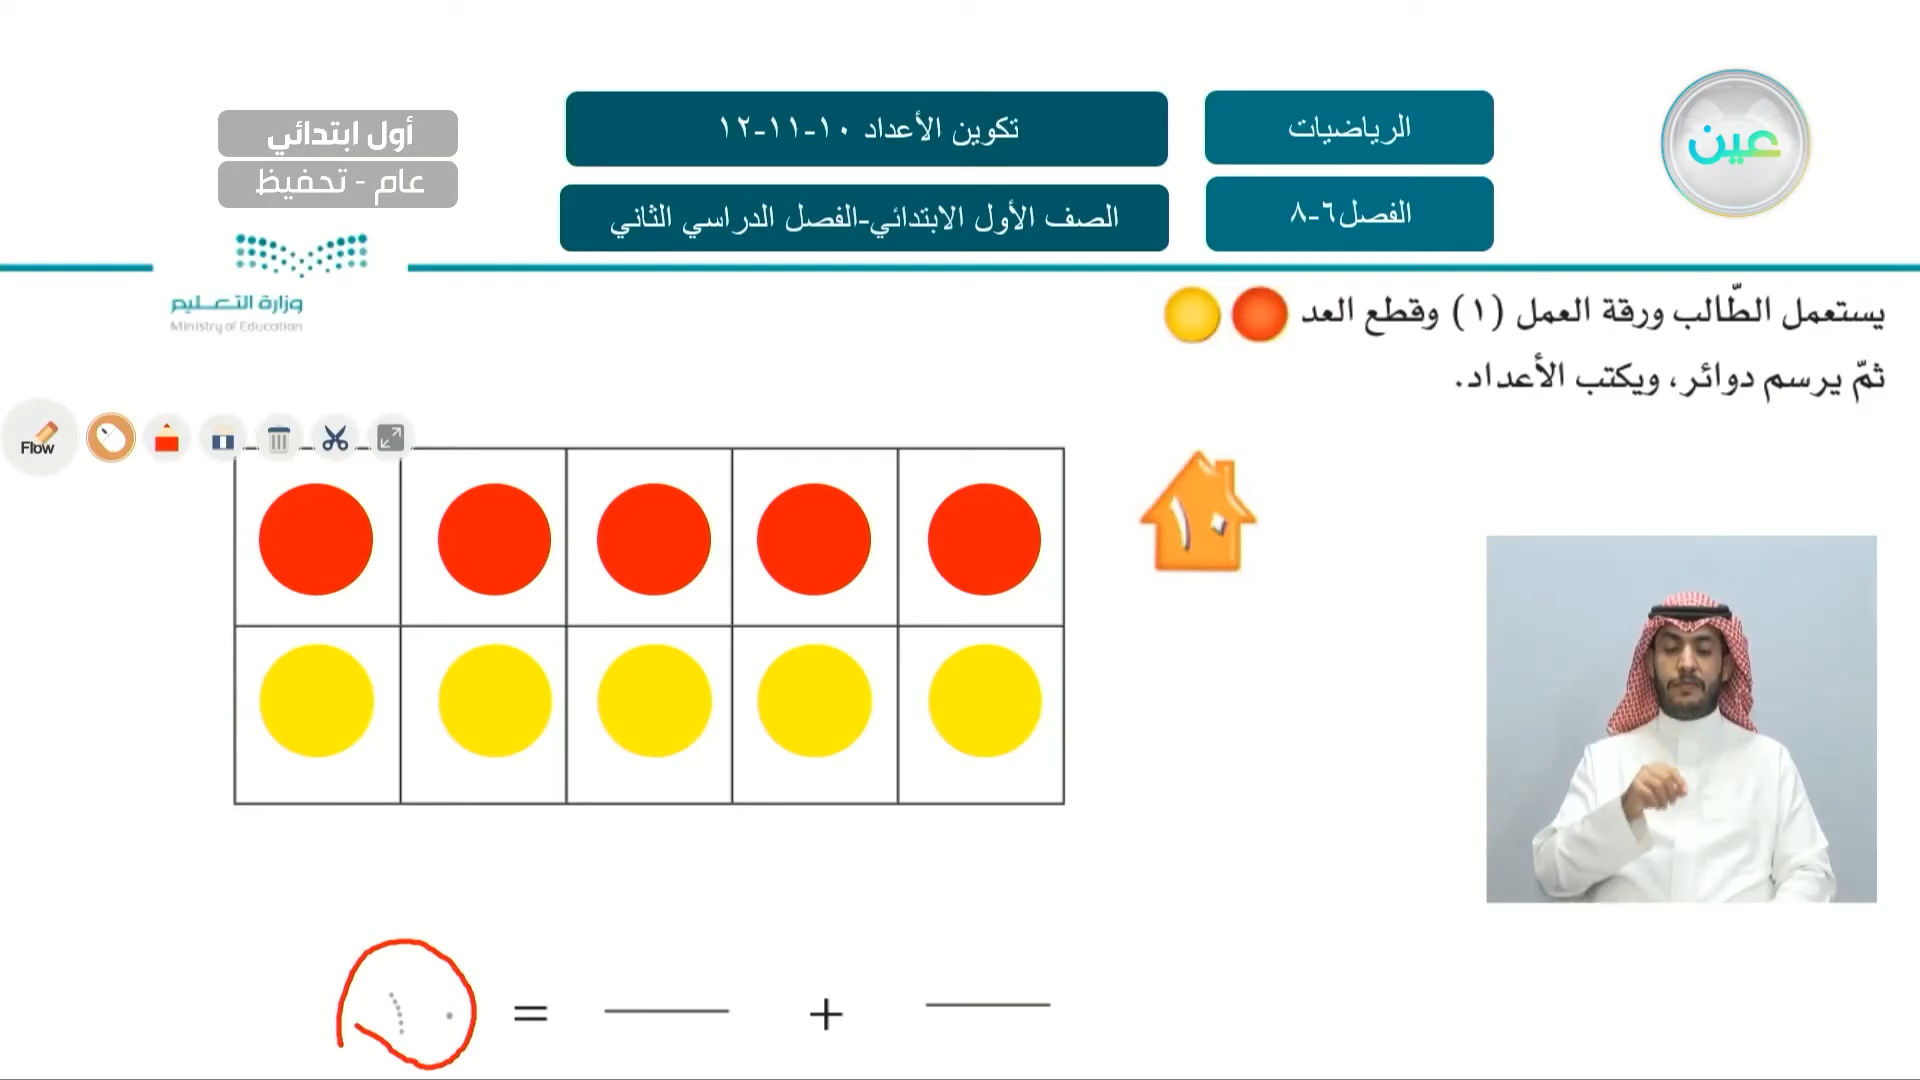 عين
الرياضيات
تكوين الأعداد ١٠-١١-١٢
أول ابتدائي
عام - تحفيظ
الفصل٦-٨
الصف الأول الابتدائي-الفصل الدراسي الثاني
وزارة التعليم
Ministry of Education
يستعمل الطّالب ورقة العمل (١) وقطع العد
ثمّ يرسم دوائر، ويكتب الأعداد.
Flow
١٠
____ + ____ = ١٠